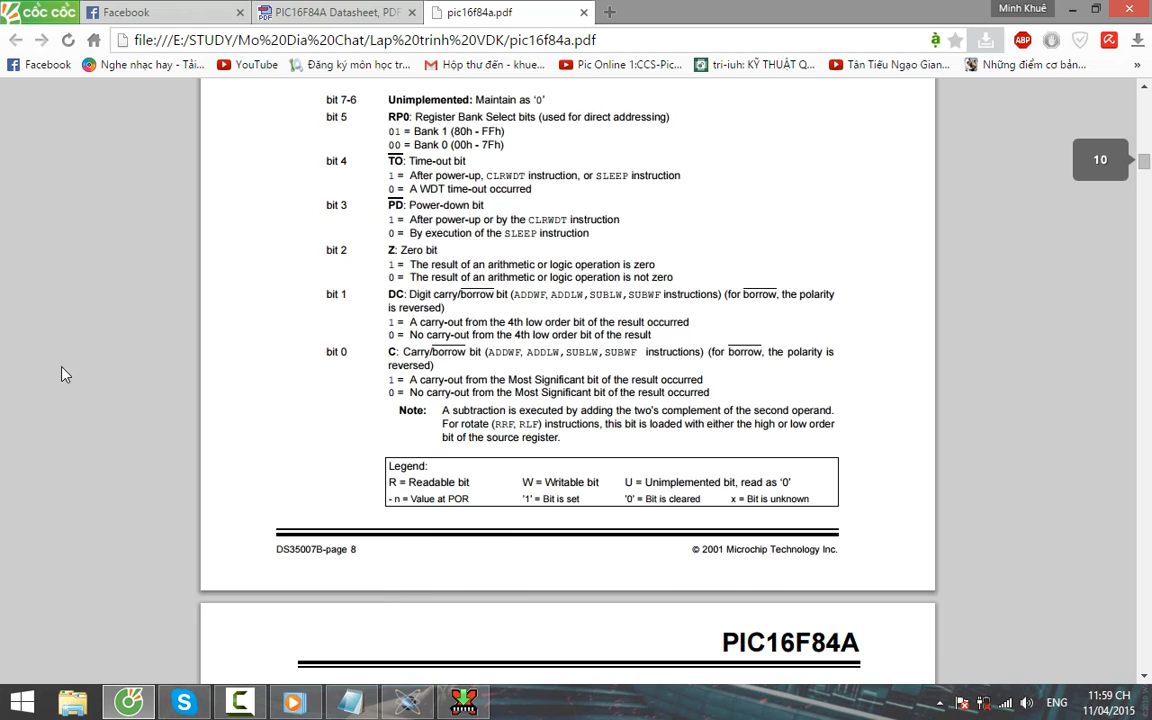 CỐC CỐC
Facebook
PIC16F84A Datasheet, PDF
pic16f84a.pdf
Minh Khuê
file:///E:/STUDY/Mo%20Dia%20Chat/Lap%20trinh%20VDK/pic16f84a.pdf
Facebook
Nghe nhạc hay - Tải...
YouTube
Đăng ký môn học tr...
Hộp thư đến - khue...
Pic Online 1:CCS-Pic...
tri-iuh: KỸ THUẬT Q...
Tân Tiếu Ngạo Gian...
Những điểm cơ bản...
bit 7-6 Unimplemented: Maintain as ‘0’
bit 5 RP0: Register Bank Select bits (used for direct addressing)
01 = Bank 1 (80h - FFh)
00 = Bank 0 (00h - 7Fh)
bit 4 TO: Time-out bit
1 = After power-up, CLRWDT instruction, or SLEEP instruction
0 = A WDT time-out occurred
bit 3 PD: Power-down bit
1 = After power-up or by the CLRWDT instruction
0 = By execution of the SLEEP instruction
bit 2 Z: Zero bit
1 = The result of an arithmetic or logic operation is zero
0 = The result of an arithmetic or logic operation is not zero
bit 1 DC: Digit carry/borrow bit (ADDWF, ADDLW,SUBLW,SUBWF instructions) (for borrow, the polarity
is reversed)
1 = A carry-out from the 4th low order bit of the result occurred
0 = No carry-out from the 4th low order bit of the result
bit 0 C: Carry/borrow bit (ADDWF, ADDLW,SUBLW,SUBWF instructions) (for borrow, the polarity is
reversed)
1 = A carry-out from the Most Significant bit of the result occurred
0 = No carry-out from the Most Significant bit of the result occurred
Note: A subtraction is executed by adding the two's complement of the second operand.
For rotate (RRF, RLF) instructions, this bit is loaded with either the high or low order
bit of the source register.
Legend:
R = Readable bit W = Writable bit U = Unimplemented bit, read as ‘0’
- n = Value at POR '1' = Bit is set '0' = Bit is cleared x = Bit is unknown
DS35007B-page 8 © 2001 Microchip Technology Inc.
PIC16F84A
10
ABP
ENG
11:59 CH
11/04/2015